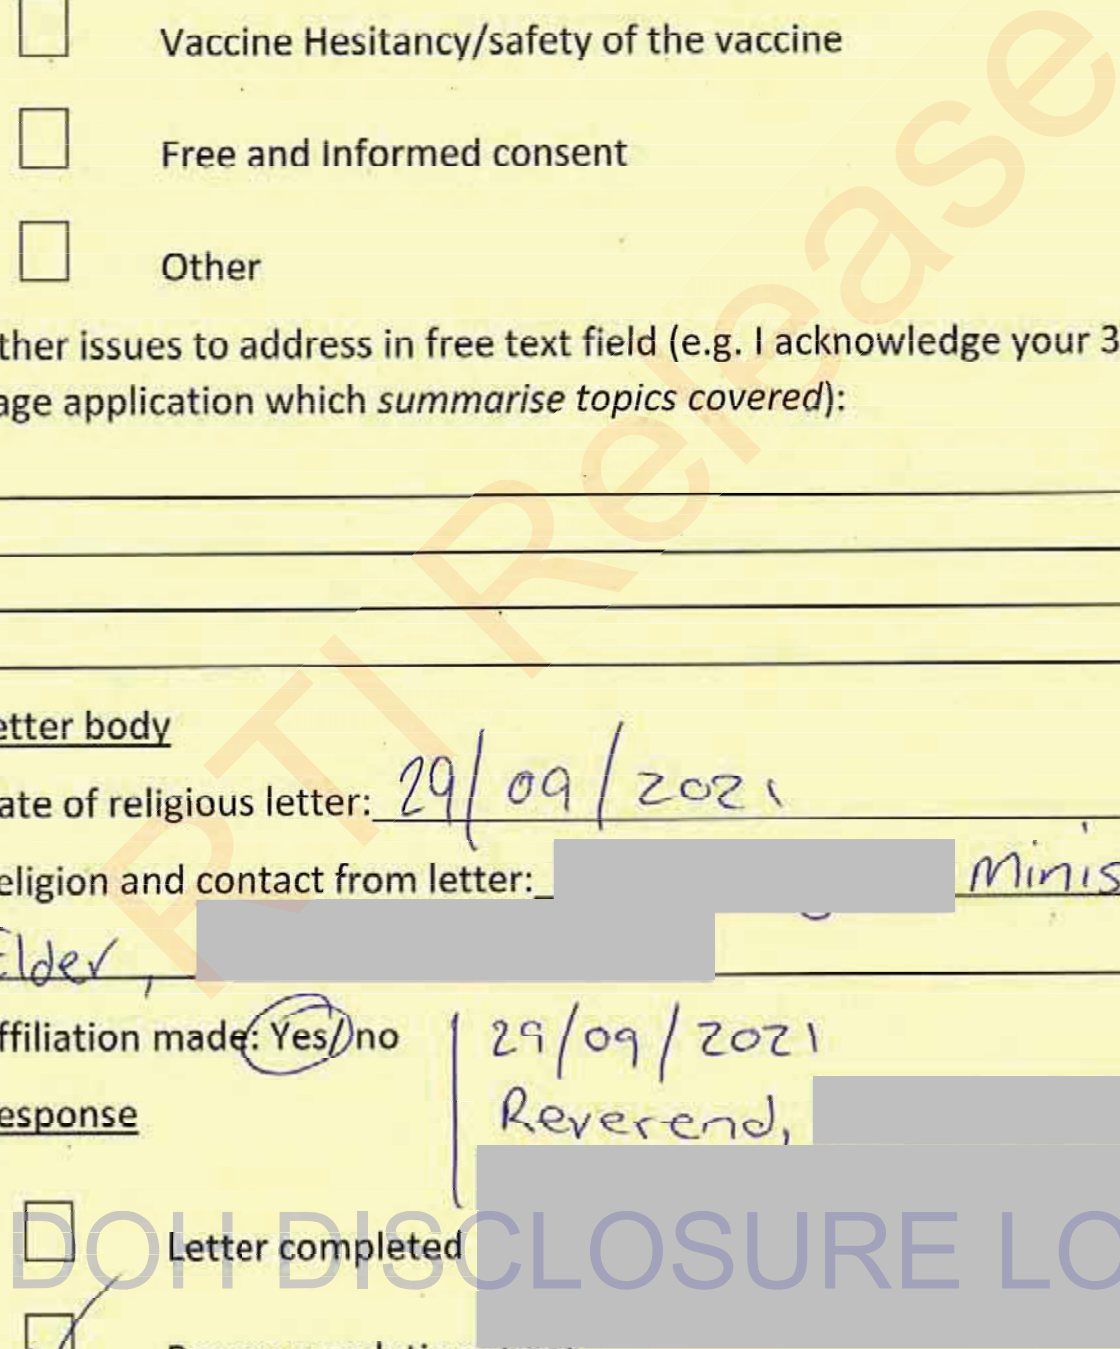 Vaccine Hesitancy/safety of the vaccine
Free and Informed consent
Other
ther issues to address in free text field (e.g. I acknowledge your 3
age application which summarise topics covered):
etter body
ate of religious letter: 29/09/2021
eligion and contact from letter:_ Minis
Elder,
ffiliation made: Yes/no
29/09/2021
Reverend,
esponse
Letter completed
RTI Release
DOH DISCLOSURE LO